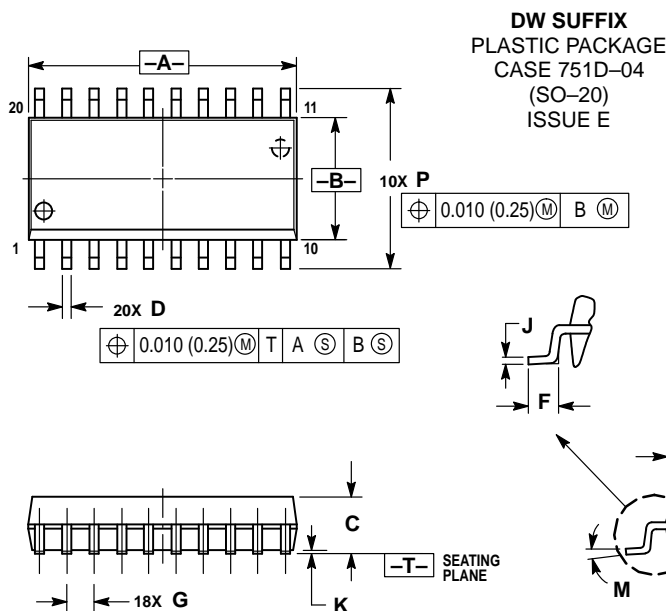 DW SUFFIX
PLASTIC PACKAGE
CASE 751D–04
(SO–20)
ISSUE E
–A–
20
11
–B–
10X P
⌖ 0.010 (0.25) Ⓜ B Ⓜ
1
10
20X D
⌖ 0.010 (0.25) Ⓜ T A Ⓢ B Ⓢ
J
F
C
–T– SEATING
PLANE
M
18X G
K